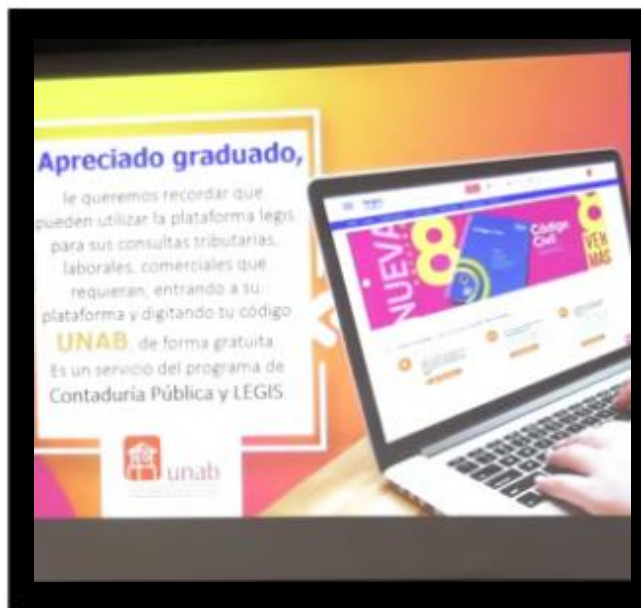 Apreciado graduado,
le queremos recordar que
pueden utilizar la plataforma legis
para sus consultas tributarias,
laborales, comerciales que
requieran, entrando a su
plataforma y digitando tu código
UNAB de forma gratuita.
Es un servicio del programa de
Contaduría Pública y LEGIS
unab
NUEVA
8
Código
Civil
8
VER
MÁS